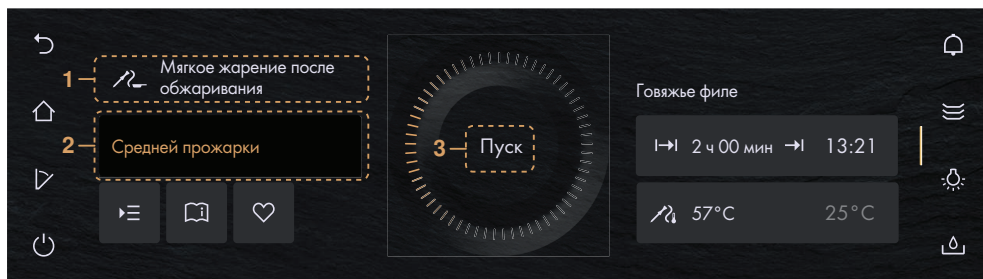 1
Мягкое жарение после
обжаривания
2
Средней прожарки
3
Пуск
Говяжье филе
2 ч 00 мин 13:21
57°C 25°C